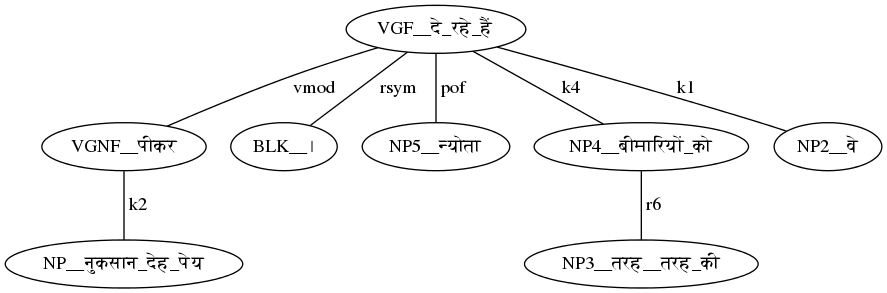 VGF__दे_रहे_हैं
vmod rsym pof k4 k1
VGNF__पीकर BLK__। NP5__न्योता NP4__बीमारियों_को NP2__वे
k2 r6
NP__नुकसान_देह_पेय NP3__तरह__तरह_की